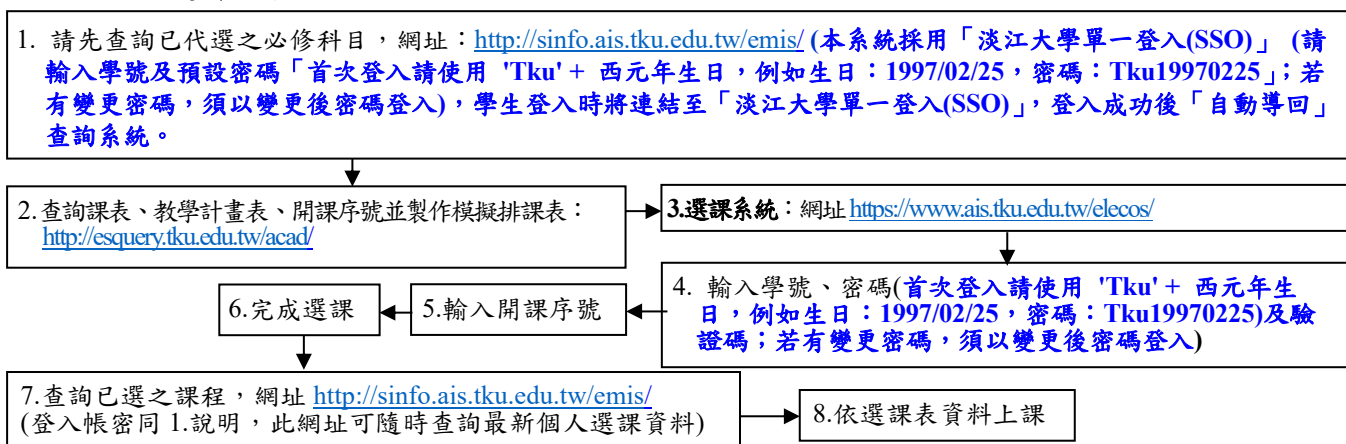 1. 請先查詢已代選之必修科目，網址：http://sinfo.ais.tku.edu.tw/emis/ (本系統採用「淡江大學單一登入(SSO)」 (請
輸入學號及預設密碼「首次登入請使用 'Tku' + 西元年生日，例如生日：1997/02/25，密碼：Tku19970225」；若
有變更密碼，須以變更後密碼登入)，學生登入時將連結至「淡江大學單一登入(SSO)」，登入成功後「自動導回」
查詢系統。
2.查詢課表、教學計畫表、開課序號並製作模擬排課表：
http://esquery.tku.edu.tw/acad/
3.選課系統：網址 https://www.ais.tku.edu.tw/elecos/
4. 輸入學號、密碼(首次登入請使用 'Tku' + 西元年生
日，例如生日：1997/02/25，密碼：Tku19970225)及驗
證碼；若有變更密碼，須以變更後密碼登入)
5.輸入開課序號
6.完成選課
7.查詢已選之課程，網址 http://sinfo.ais.tku.edu.tw/emis/
(登入帳密同 1.說明，此網址可隨時查詢最新個人選課資料)
8.依選課表資料上課